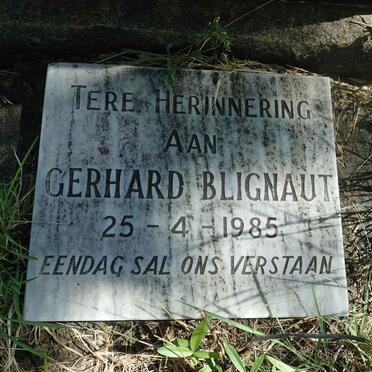 TERE HERINNERING
AAN
GERHARD BLIGNAUT
25 - 4 - 1985
EENDAG SAL ONS VERSTAAN